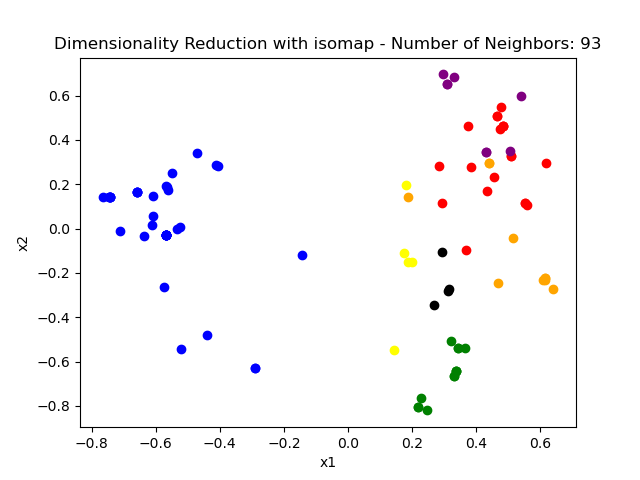 Dimensionality Reduction with isomap - Number of Neighbors: 93
0.6
0.4
0.2
0.0
−0.2
−0.4
−0.6
−0.8
x2
−0.8 −0.6 −0.4 −0.2 0.0 0.2 0.4 0.6
x1